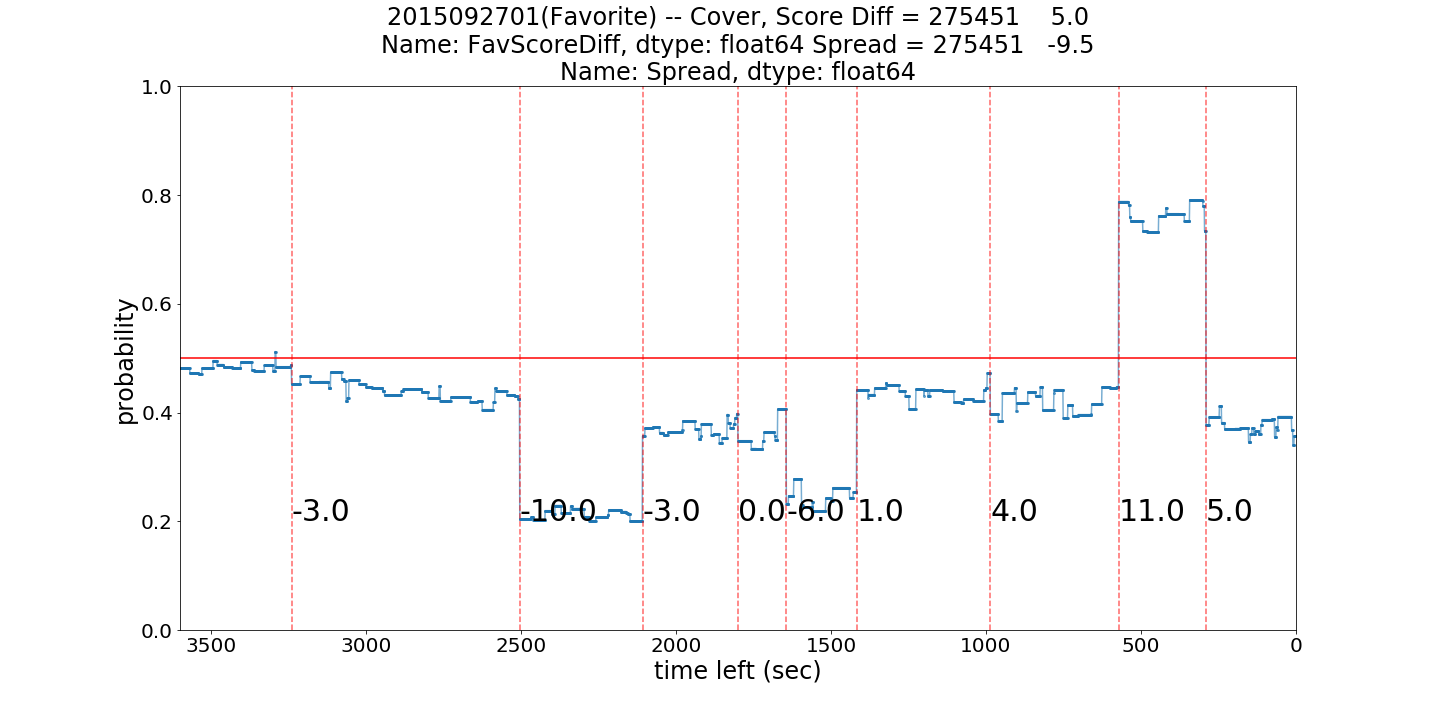 2015092701(Favorite) -- Cover, Score Diff = 275451    5.0
Name: FavScoreDiff, dtype: float64 Spread = 275451   -9.5
Name: Spread, dtype: float64
1.0
0.8
0.6
0.4
0.2
0.0
probability
-3.0 -10.0 -3.0 0.0 -6.0 1.0 4.0 11.0 5.0
3500 3000 2500 2000 1500 1000 500 0
time left (sec)